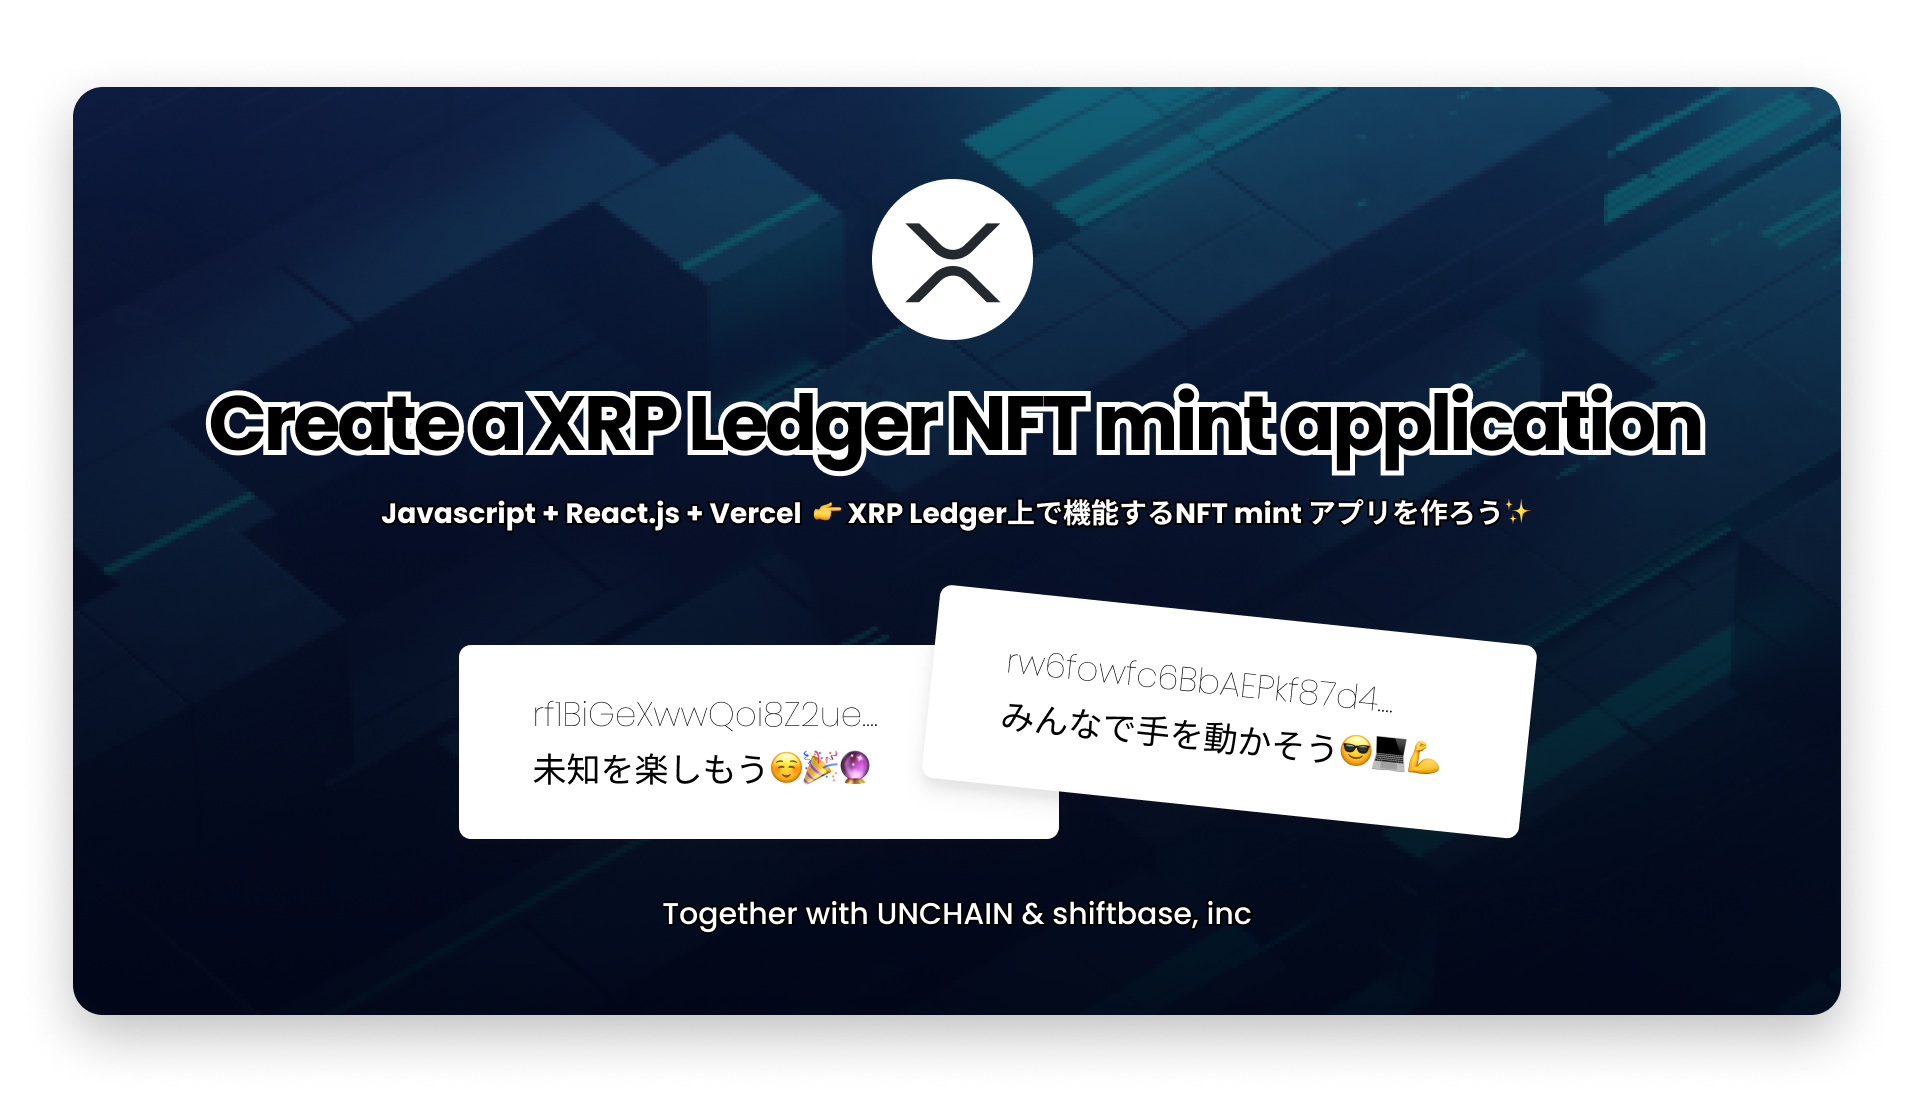 Create a XRP Ledger NFT mint application
Javascript + React.js + Vercel 👉 XRP Ledger上で機能するNFT mint アプリを作ろう✨
rw6fowfc6BbAEPkf87d4....
みんなで手を動かそう😎💻💪
rf1BiGeXwwQoi8Z2ue....
未知を楽しもう☺️🎉🔮
Together with UNCHAIN & shiftbase, inc